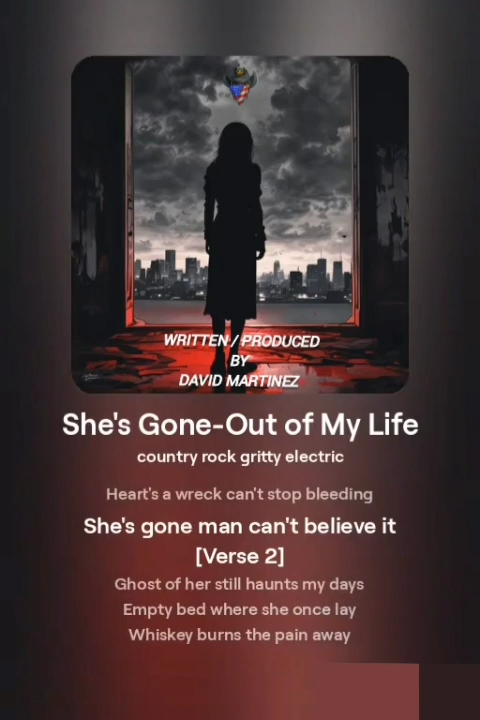 WRITTEN / PRODUCED
BY
DAVID MARTINEZ
She's Gone-Out of My Life
country rock gritty electric
Heart's a wreck can't stop bleeding
She's gone man can't believe it
[Verse 2]
Ghost of her still haunts my days
Empty bed where she once lay
Whiskey burns the pain away